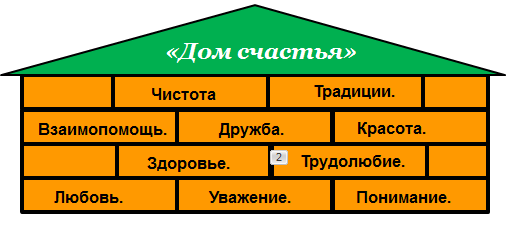 «Дом счастья»
Чистота Традиции.
Взаимопомощь. Дружба. Красота.
Здоровье. 2 Трудолюбие.
Любовь. Уважение. Понимание.